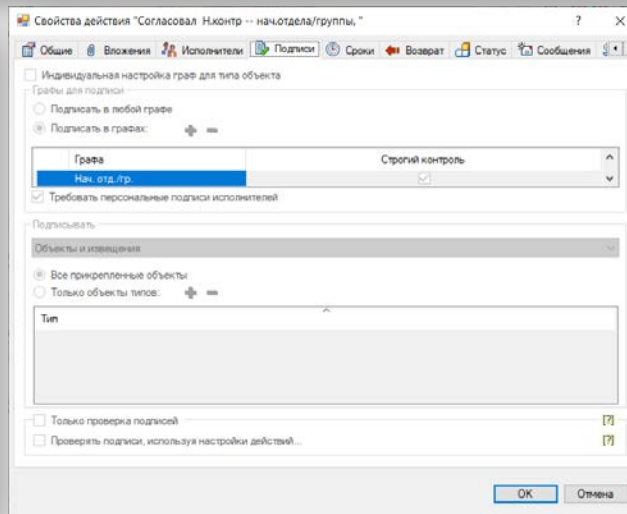 Свойства действия "Согласовал Н.контр -- нач.отдела/группы, "
Общие Вложения Исполнители Подписи Сроки Возврат Статус Сообщения
Индивидуальная настройка граф для типа объекта
Графы для подписи
Подписать в любой графе
Подписать в графах:
Графа Строгий контроль
Нач. отд./гр.
Требовать персональные подписи исполнителей
Подписывать
Объекты и извещения
Все прикрепленные объекты
Только объекты типов:
Тип
Только проверка подписей [?]
Проверять подписи, используя настройки действий... [?]
OK Отмена